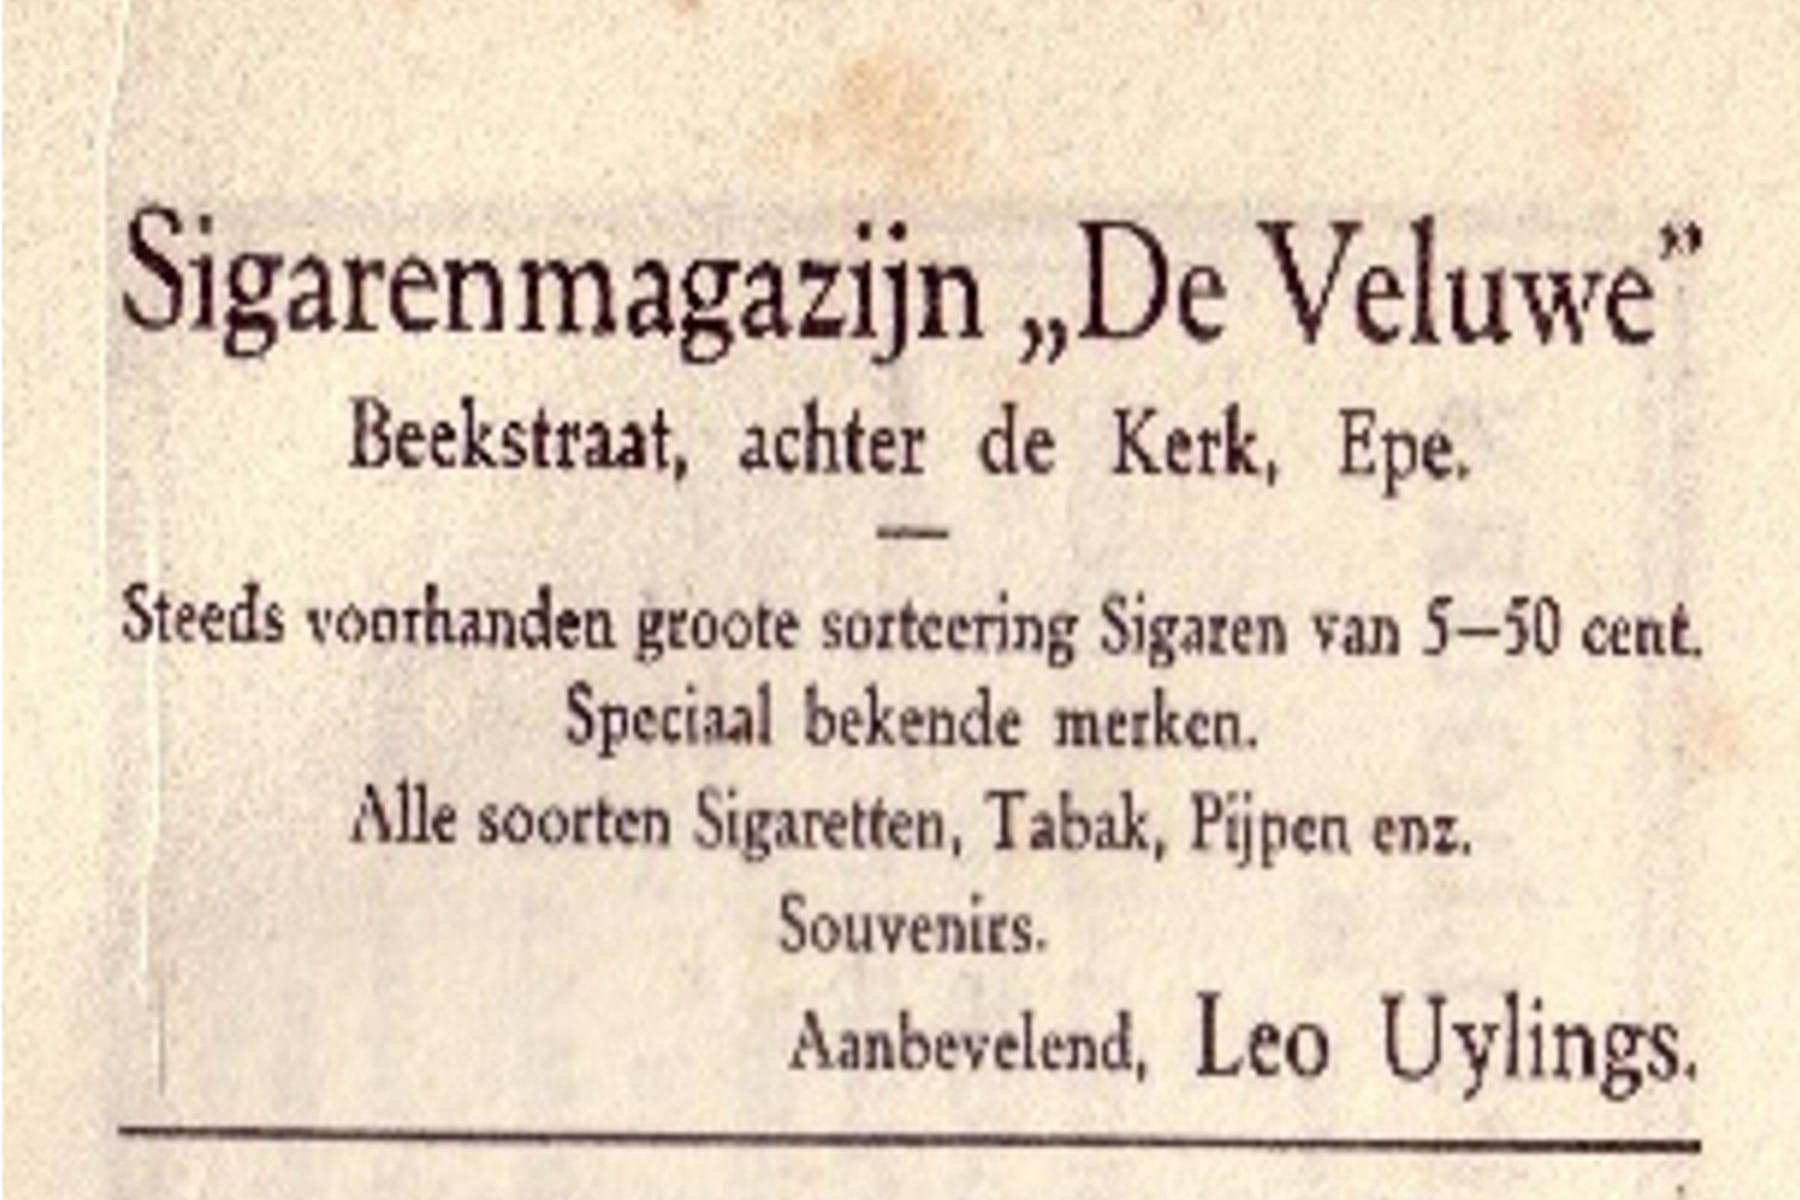 Sigarenmagazijn „De Veluwe”
Beekstraat, achter de Kerk, Epe.
—
Steeds voorhanden groote sorteering Sigaren van 5—50 cent.
Speciaal bekende merken.
Alle soorten Sigaretten, Tabak, Pijpen enz.
Souvenirs.
Aanbevelend, Leo Uylings.